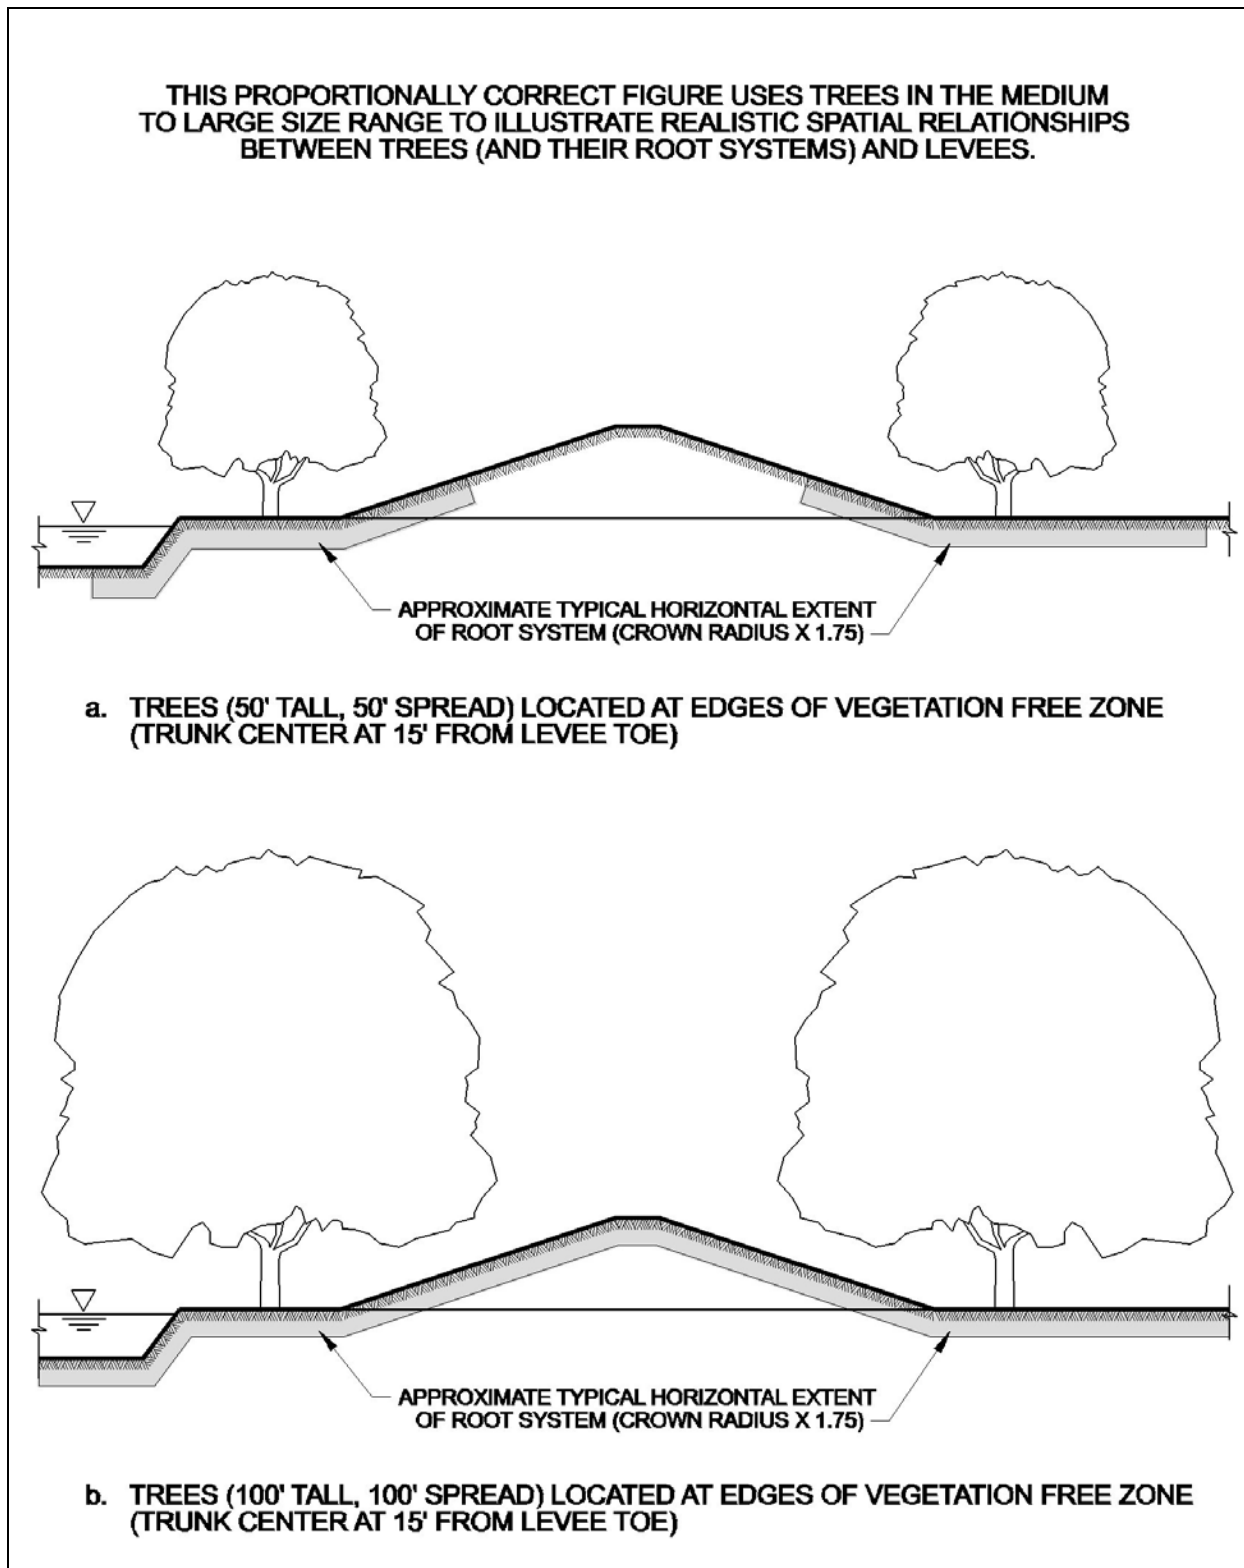 THIS PROPORTIONALLY CORRECT FIGURE USES TREES IN THE MEDIUM
TO LARGE SIZE RANGE TO ILLUSTRATE REALISTIC SPATIAL RELATIONSHIPS
BETWEEN TREES (AND THEIR ROOT SYSTEMS) AND LEVEES.
APPROXIMATE TYPICAL HORIZONTAL EXTENT
OF ROOT SYSTEM (CROWN RADIUS X 1.75)
a. TREES (50' TALL, 50' SPREAD) LOCATED AT EDGES OF VEGETATION FREE ZONE
(TRUNK CENTER AT 15' FROM LEVEE TOE)
APPROXIMATE TYPICAL HORIZONTAL EXTENT
OF ROOT SYSTEM (CROWN RADIUS X 1.75)
b. TREES (100' TALL, 100' SPREAD) LOCATED AT EDGES OF VEGETATION FREE ZONE
(TRUNK CENTER AT 15' FROM LEVEE TOE)